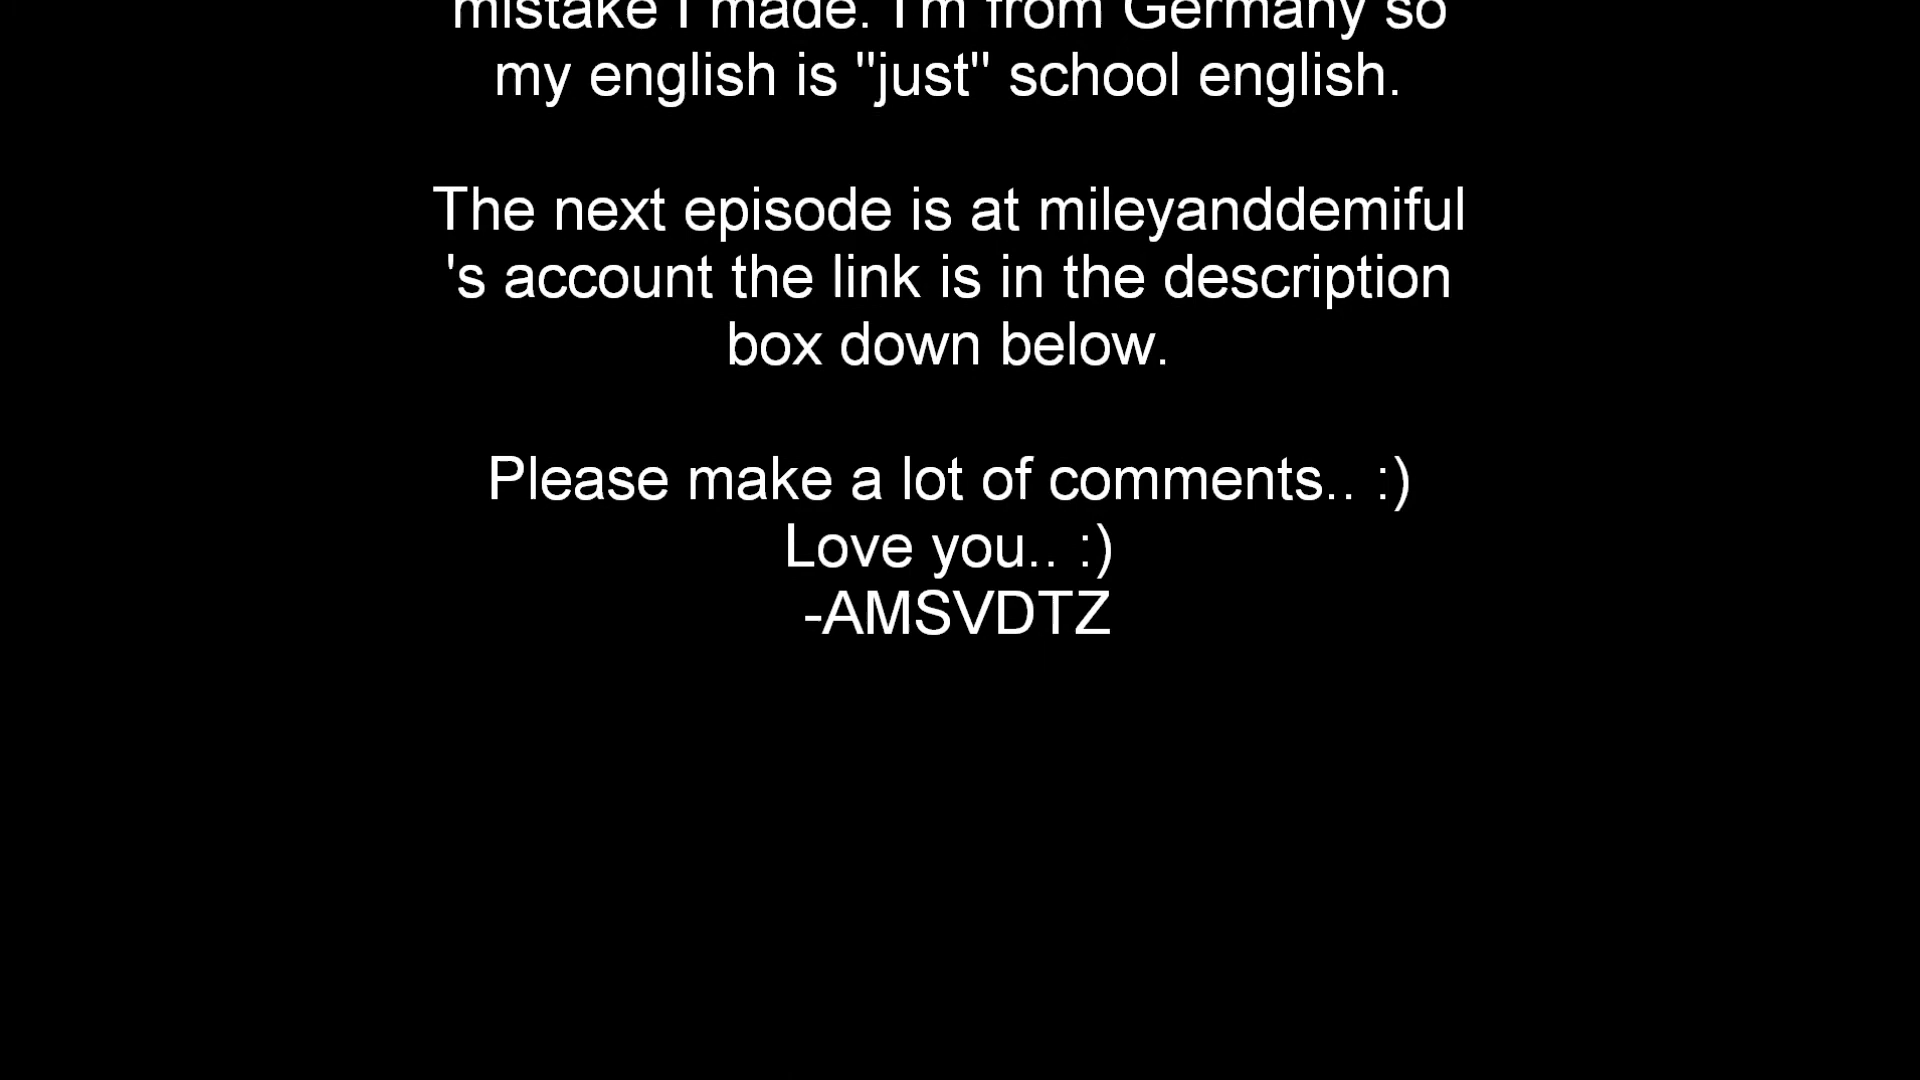 mistake I made. I'm from Germany so
my english is "just" school english.
The next episode is at mileyanddemiful
's account the link is in the description
box down below.
Please make a lot of comments.. :)
Love you.. :)
-AMSVDTZ